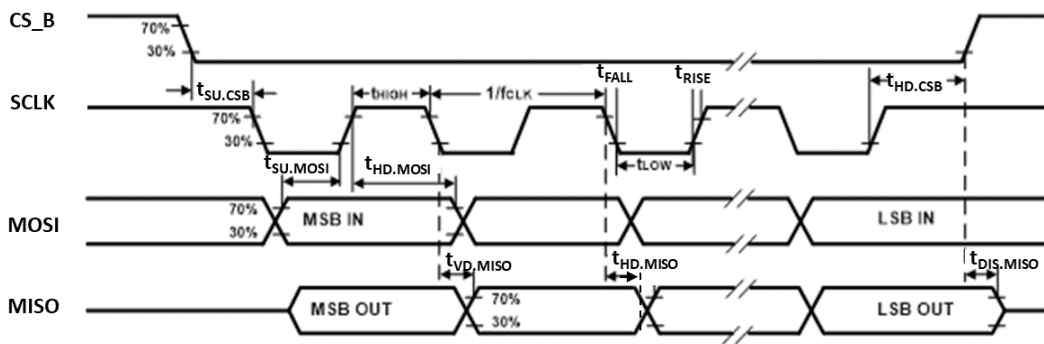 CS_B
70%
30%
tSU.CSB
tFALL
tRISE
tHD.CSB
SCLK
70%
30%
tHIGH
1/fCLK
tSU.MOSI
tHD.MOSI
tLOW
MOSI
70%
30%
MSB IN
LSB IN
tVD.MISO
tHD.MISO
tDIS.MISO
MISO
MSB OUT
70%
30%
LSB OUT